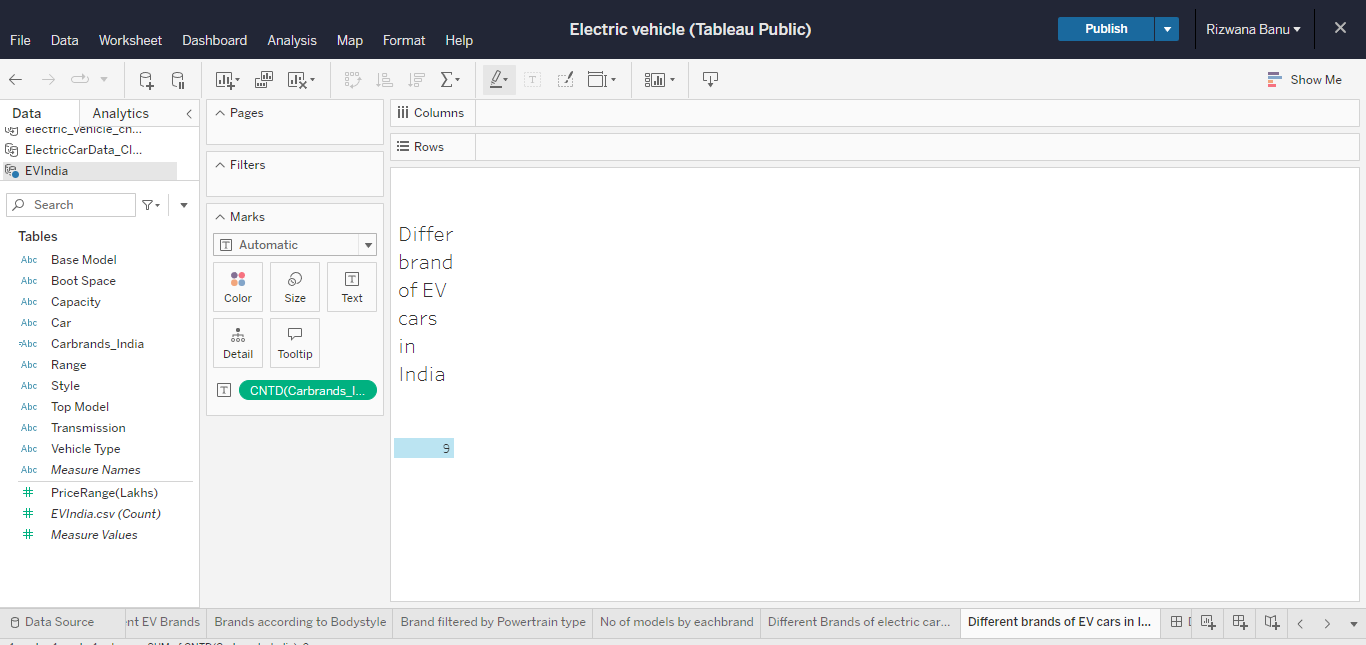 Electric vehicle (Tableau Public)
Publish
Rizwana Banu
File Data Worksheet Dashboard Analysis Map Format Help
Show Me
Data Analytics
electric_vehicle_ch...
ElectricCarData_Cl...
EVIndia
Search
Tables
Abc Base Model
Abc Boot Space
Abc Capacity
Abc Car
=Abc Carbrands_India
Abc Range
Abc Style
Abc Top Model
Abc Transmission
Abc Vehicle Type
Abc Measure Names
# PriceRange(Lakhs)
# EVIndia.csv (Count)
# Measure Values
Pages
Filters
Marks
T Automatic
Color Size Text
Detail Tooltip
T CNTD(Carbrands_I...
Columns
Rows
Differ
brand
of EV
cars
in
India
9
Data Source
nt EV Brands
Brands according to Bodystyle
Brand filtered by Powertrain type
No of models by eachbrand
Different Brands of electric car...
Different brands of EV cars in I...